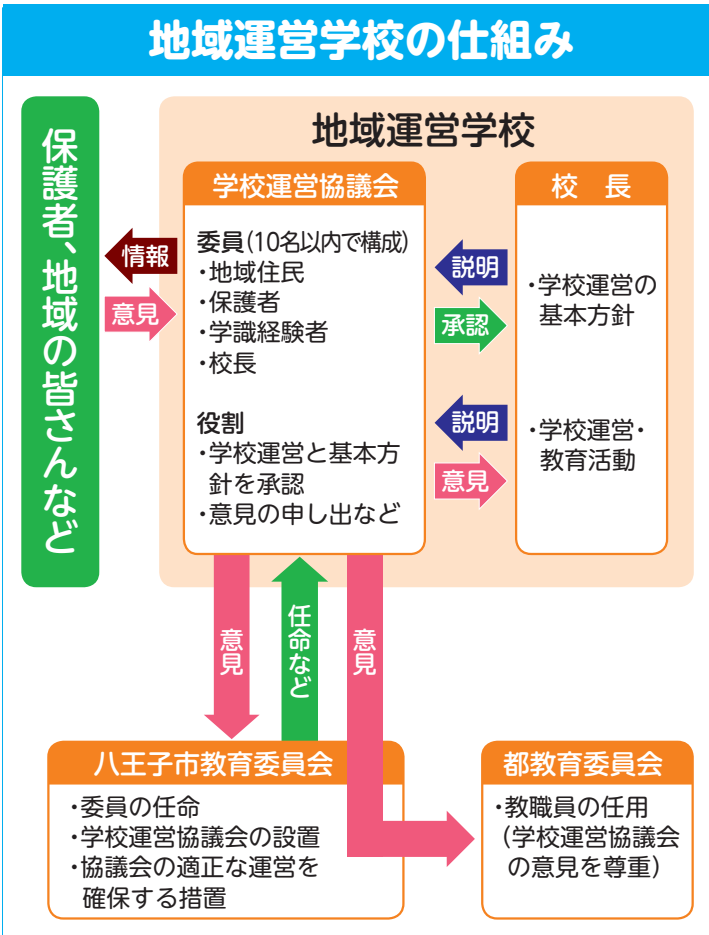 地域運営学校の仕組み
保護者、地域の皆さんなど
地域運営学校
学校運営協議会
委員(10名以内で構成)
・地域住民
・保護者
・学識経験者
・校長
役割
・学校運営と基本方
針を承認
・意見の申し出など
情報
意見
校 長
・学校運営の
基本方針
・学校運営・
教育活動
説明
承認
説明
意見
意見
任命など
意見
八王子市教育委員会
・委員の任命
・学校運営協議会の設置
・協議会の適正な運営を
確保する措置
都教育委員会
・教職員の任用
(学校運営協議会
の意見を尊重)